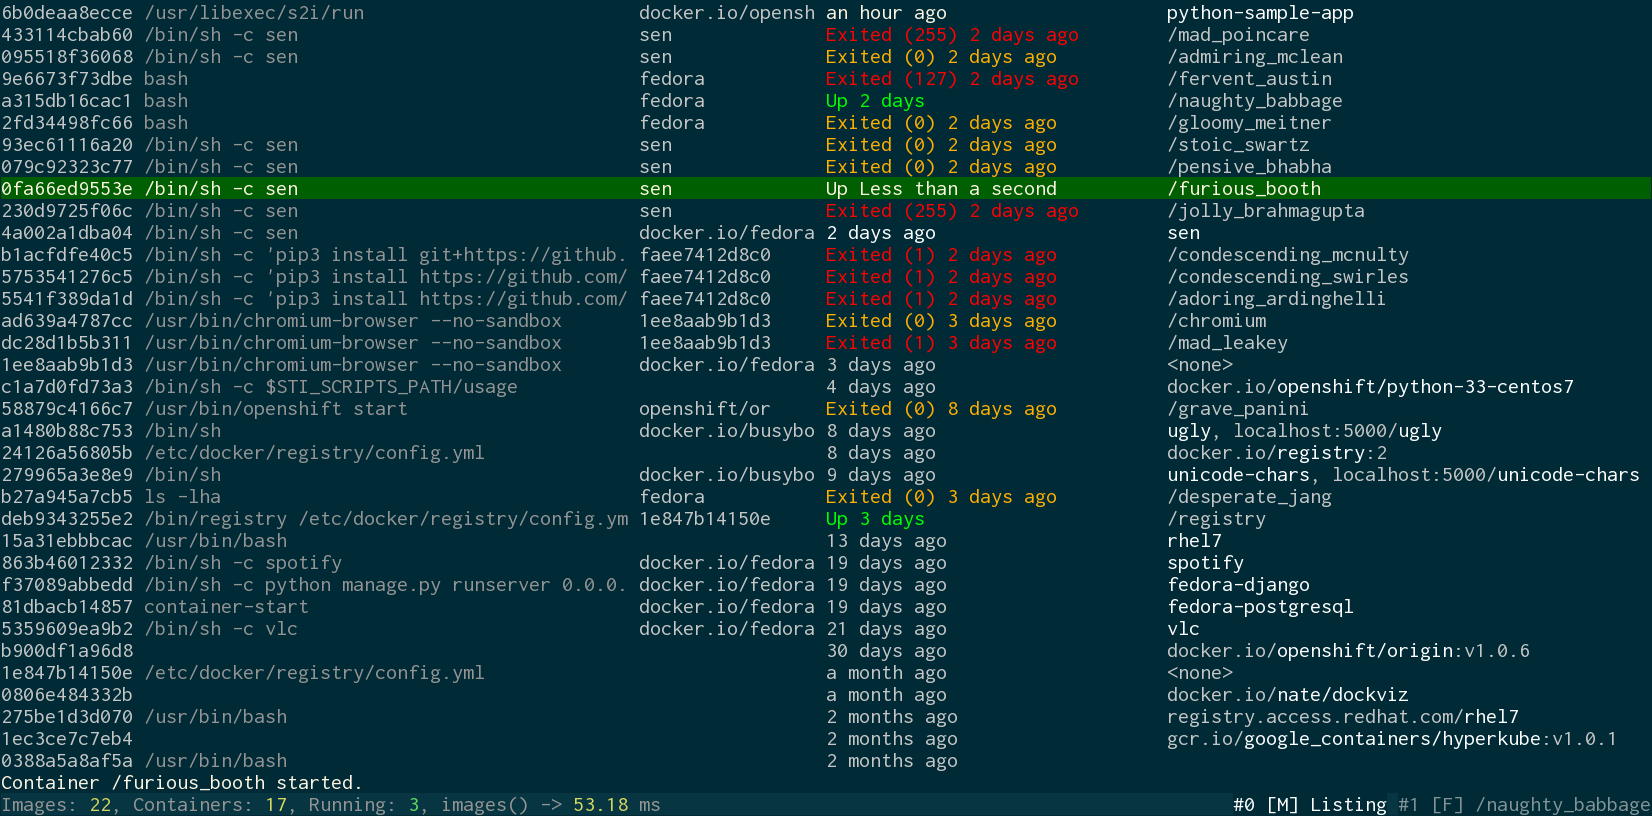 6b0deaa8ecce /usr/libexec/s2i/run docker.io/opensh an hour ago python-sample-app
433114cbab60 /bin/sh -c sen sen Exited (255) 2 days ago /mad_poincare
095518f36068 /bin/sh -c sen sen Exited (0) 2 days ago /admiring_mclean
9e6673f73dbe bash fedora Exited (127) 2 days ago /fervent_austin
a315db16cac1 bash fedora Up 2 days /naughty_babbage
2fd34498fc66 bash fedora Exited (0) 2 days ago /gloomy_meitner
93ec61116a20 /bin/sh -c sen sen Exited (0) 2 days ago /stoic_swartz
079c92323c77 /bin/sh -c sen sen Exited (0) 2 days ago /pensive_bhabha
0fa66ed9553e /bin/sh -c sen sen Up Less than a second /furious_booth
230d9725f06c /bin/sh -c sen sen Exited (255) 2 days ago /jolly_brahmagupta
4a002a1dba04 /bin/sh -c sen docker.io/fedora 2 days ago sen
b1acfdfe40c5 /bin/sh -c 'pip3 install git+https://github. faee7412d8c0 Exited (1) 2 days ago /condescending_mcnulty
5753541276c5 /bin/sh -c 'pip3 install https://github.com/ faee7412d8c0 Exited (1) 2 days ago /condescending_swirles
5541f389da1d /bin/sh -c 'pip3 install https://github.com/ faee7412d8c0 Exited (1) 2 days ago /adoring_ardinghelli
ad639a4787cc /usr/bin/chromium-browser --no-sandbox 1ee8aab9b1d3 Exited (0) 3 days ago /chromium
dc28d1b5b311 /usr/bin/chromium-browser --no-sandbox 1ee8aab9b1d3 Exited (1) 3 days ago /mad_leakey
1ee8aab9b1d3 /usr/bin/chromium-browser --no-sandbox docker.io/fedora 3 days ago <none>
c1a7d0fd73a3 /bin/sh -c $STI_SCRIPTS_PATH/usage 4 days ago docker.io/openshift/python-33-centos7
58879c4166c7 /usr/bin/openshift start openshift/or Exited (0) 8 days ago /grave_panini
a1480b88c753 /bin/sh docker.io/busybo 8 days ago ugly, localhost:5000/ugly
24126a56805b /etc/docker/registry/config.yml 8 days ago docker.io/registry:2
279965a3e8e9 /bin/sh docker.io/busybo 9 days ago unicode-chars, localhost:5000/unicode-chars
b27a945a7cb5 ls -lha fedora Exited (0) 3 days ago /desperate_jang
deb9343255e2 /bin/registry /etc/docker/registry/config.ym 1e847b14150e Up 3 days /registry
15a31ebbbcac /usr/bin/bash 13 days ago rhel7
863b46012332 /bin/sh -c spotify docker.io/fedora 19 days ago spotify
f37089abbedd /bin/sh -c python manage.py runserver 0.0.0. docker.io/fedora 19 days ago fedora-django
81dbacb14857 container-start docker.io/fedora 19 days ago fedora-postgresql
5359609ea9b2 /bin/sh -c vlc docker.io/fedora 21 days ago vlc
b900df1a96d8 30 days ago docker.io/openshift/origin:v1.0.6
1e847b14150e /etc/docker/registry/config.yml a month ago <none>
0806e484332b a month ago docker.io/nate/dockviz
275be1d3d070 /usr/bin/bash 2 months ago registry.access.redhat.com/rhel7
1ec3ce7c7eb4 2 months ago gcr.io/google_containers/hyperkube:v1.0.1
0388a5a8af5a /usr/bin/bash 2 months ago
Container /furious_booth started.
Images: 22, Containers: 17, Running: 3, images() -> 53.18 ms #0 [M] Listing #1 [F] /naughty_babbage